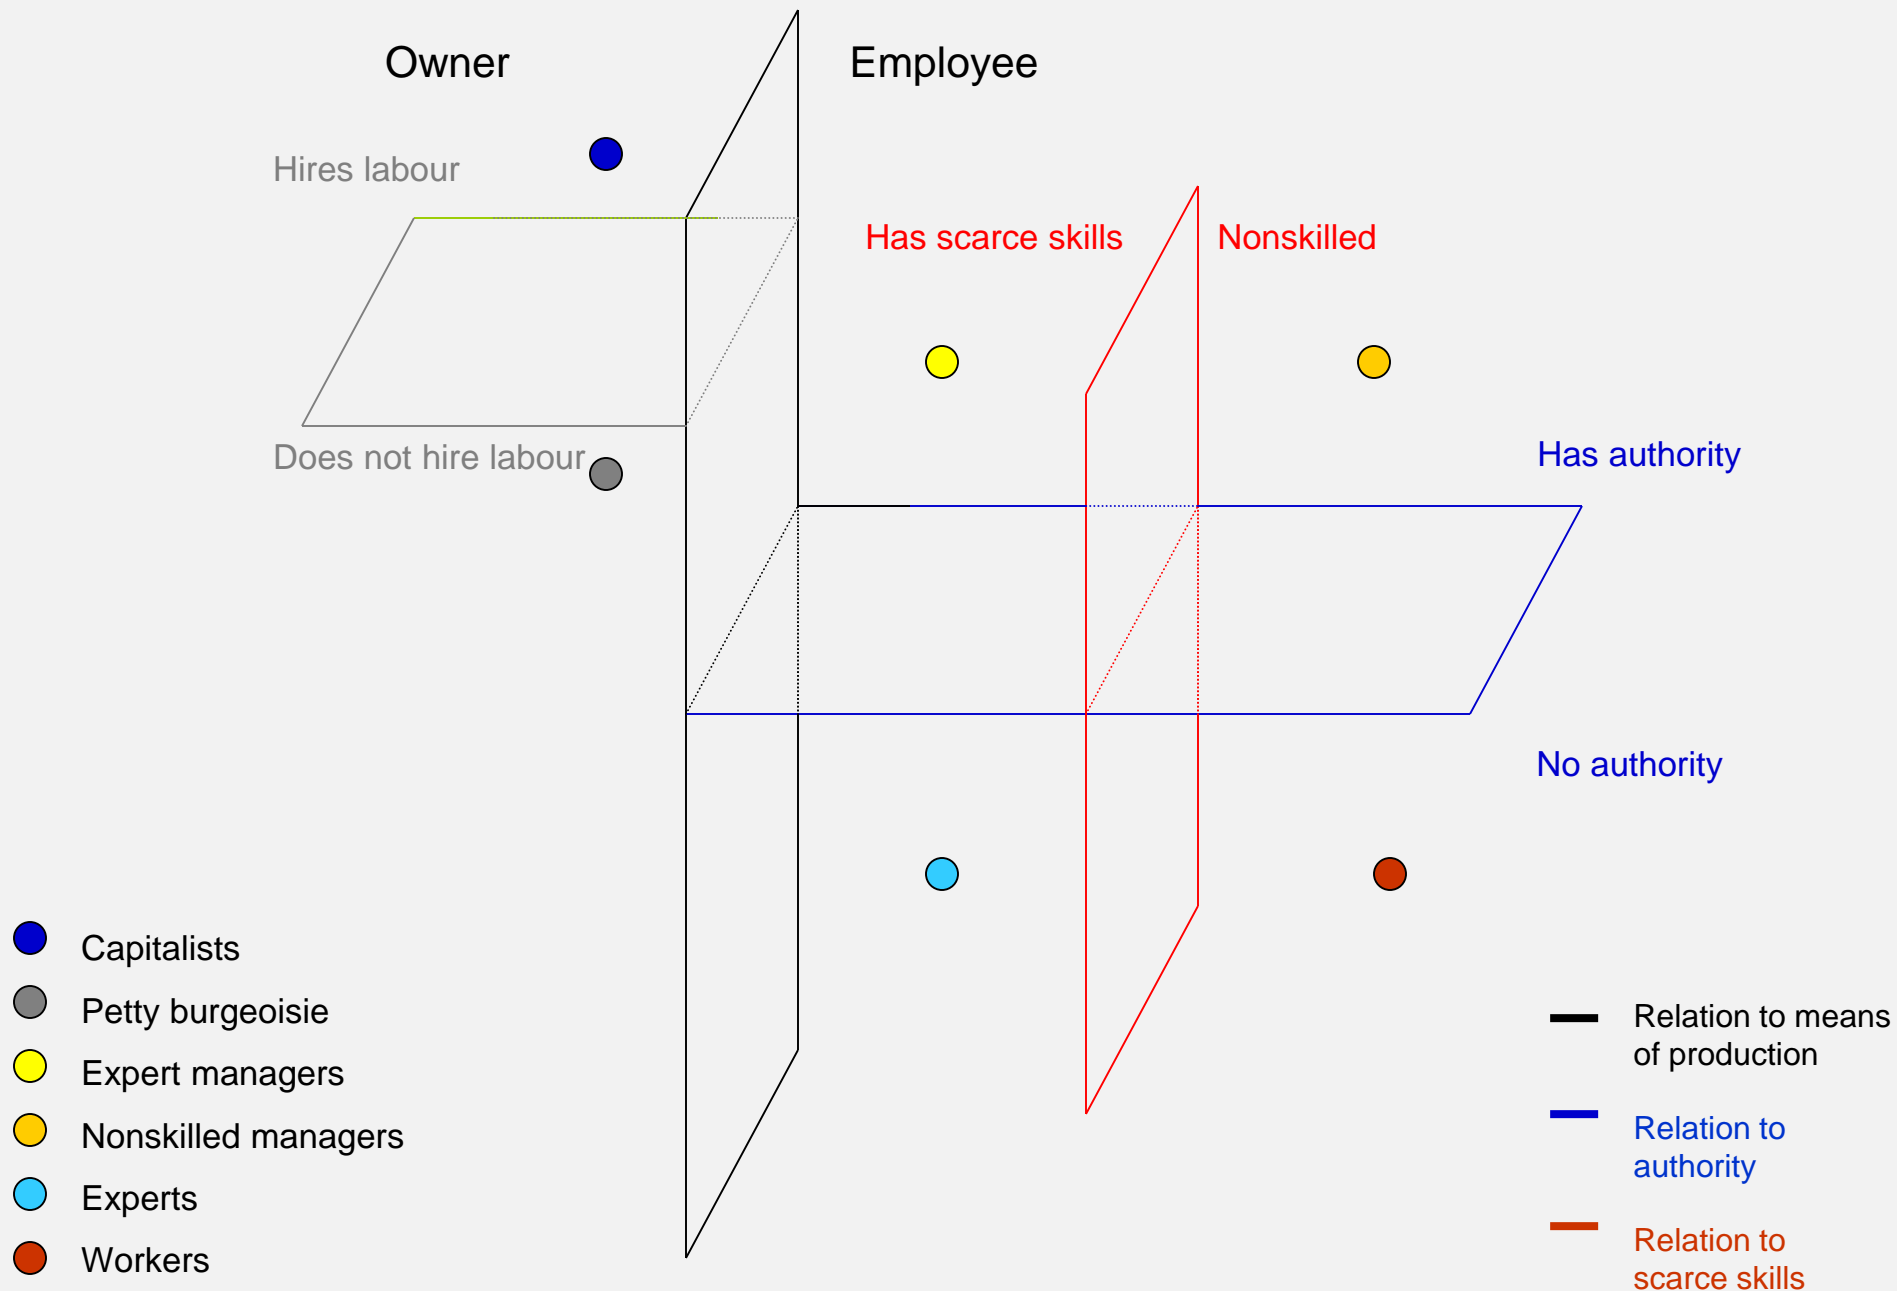 Owner
Employee
Hires labour
Has scarce skills
Nonskilled
Does not hire labour
Has authority
No authority
Capitalists
Petty burgeoisie
Expert managers
Nonskilled managers
Experts
Workers
Relation to means
of production
Relation to
authority
Relation to
scarce skills